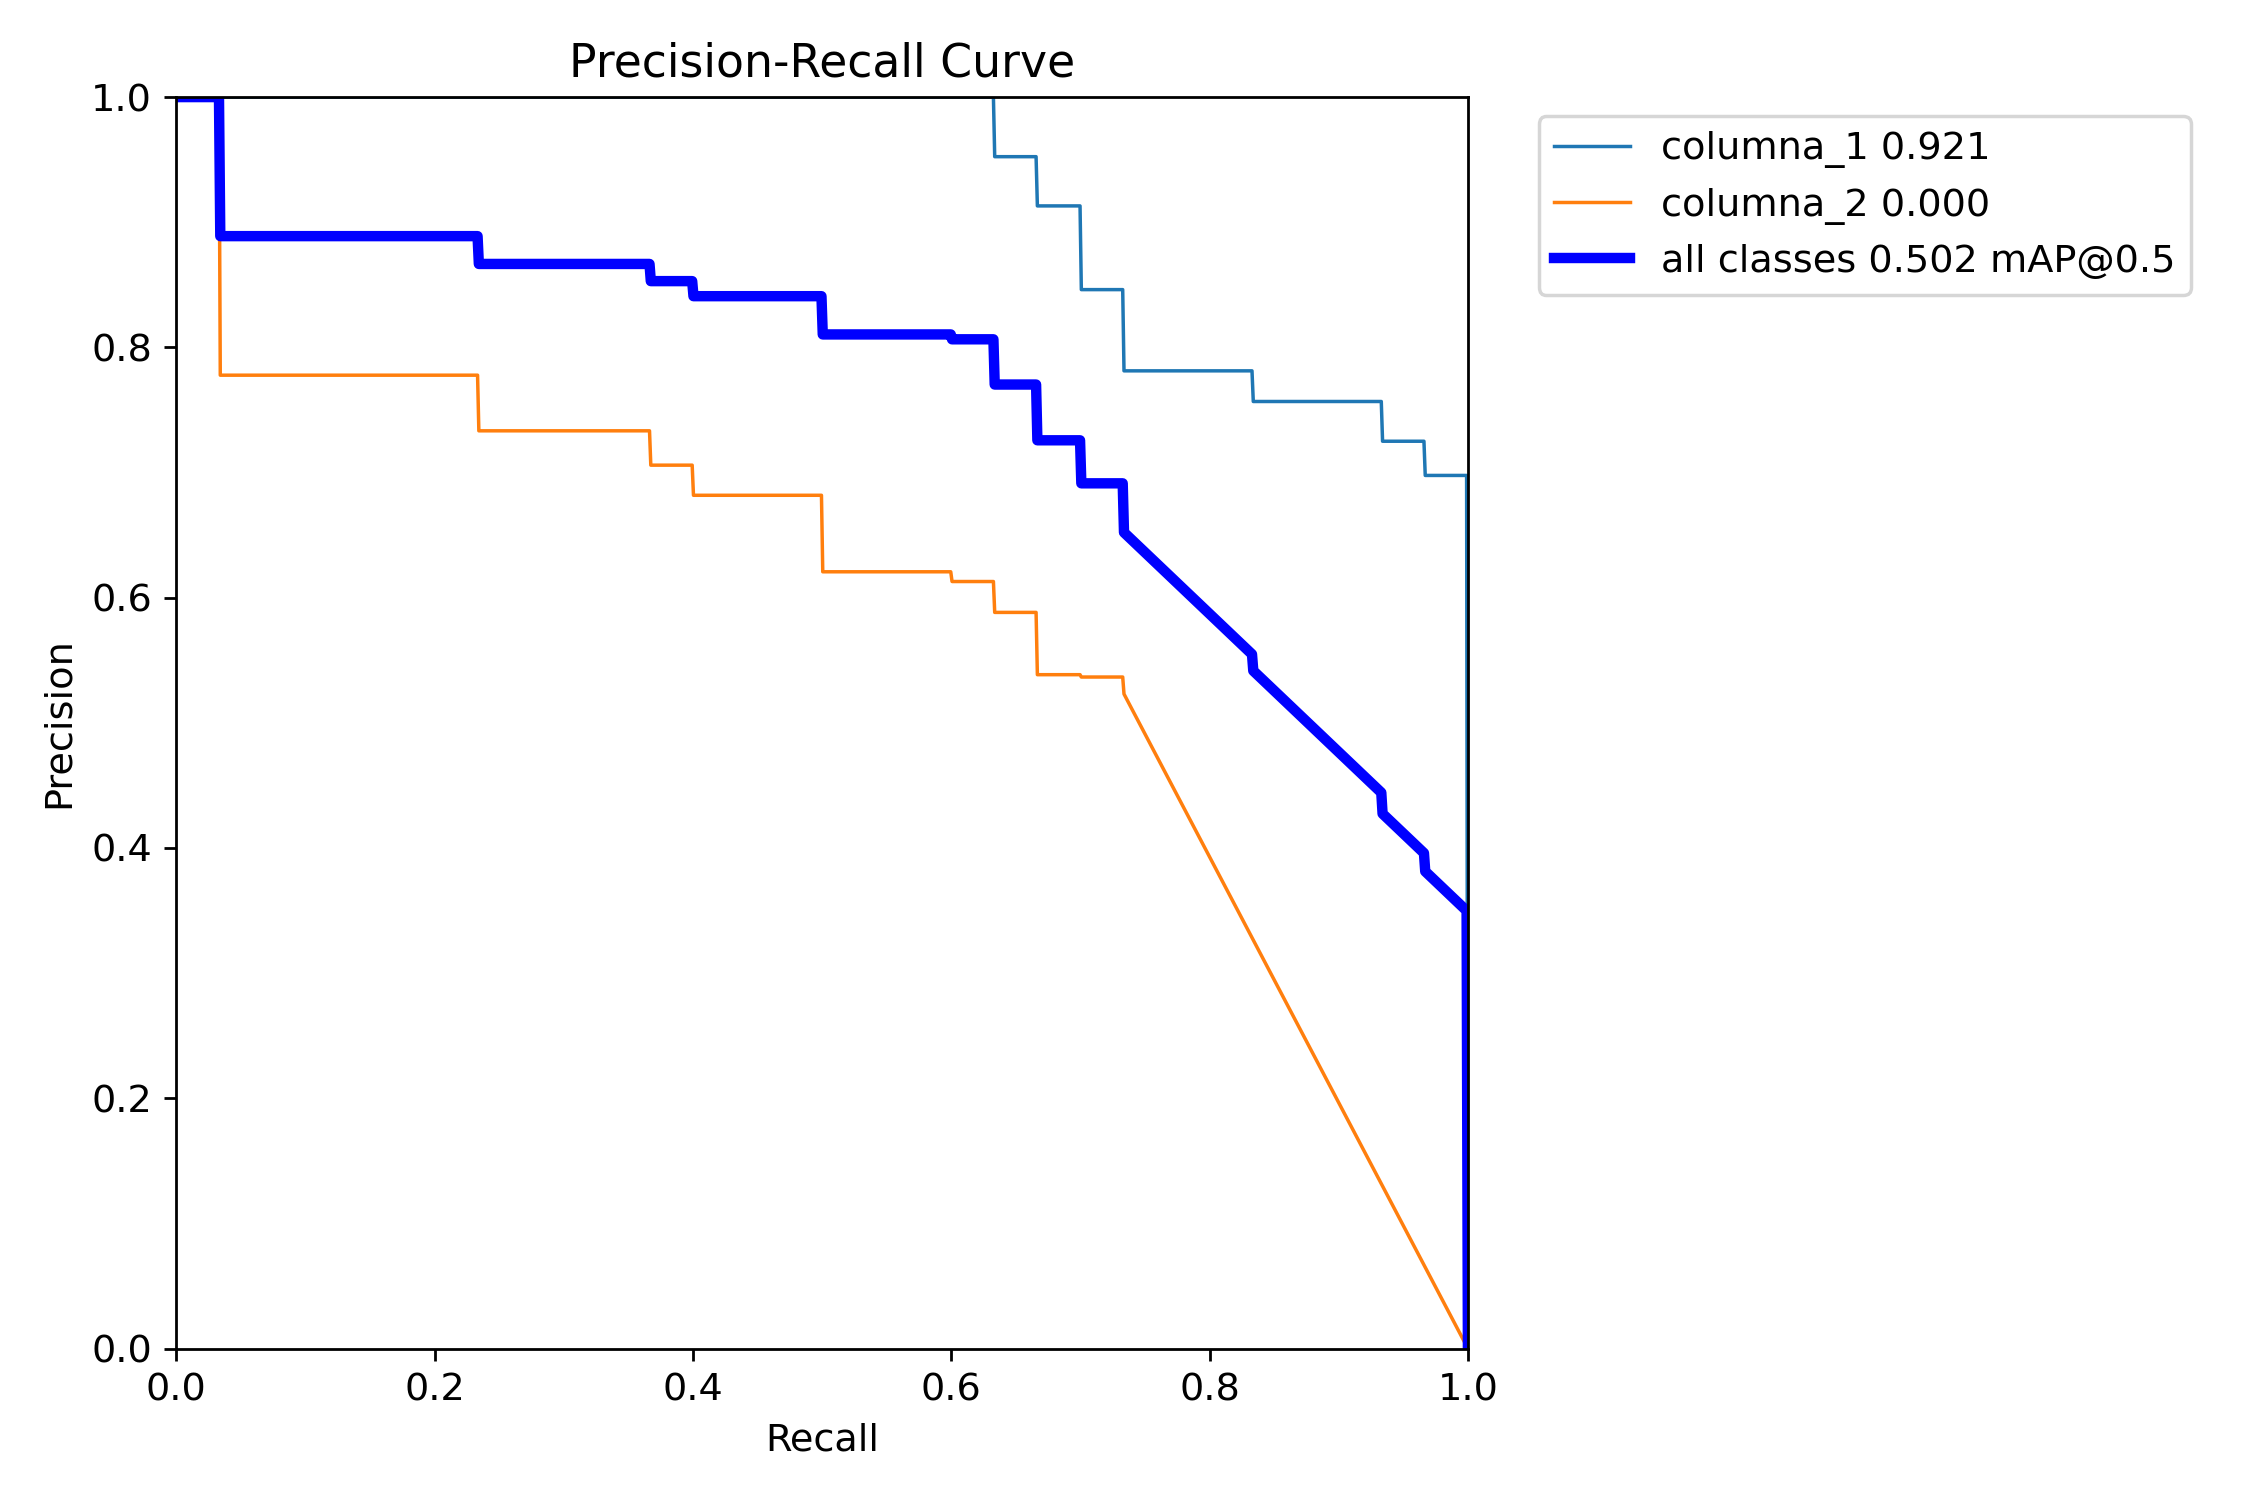 Precision-Recall Curve
1.0
0.8
0.6
0.4
0.2
0.0
Precision
0.0 0.2 0.4 0.6 0.8 1.0
Recall
columna_1 0.921
columna_2 0.000
all classes 0.502 mAP@0.5